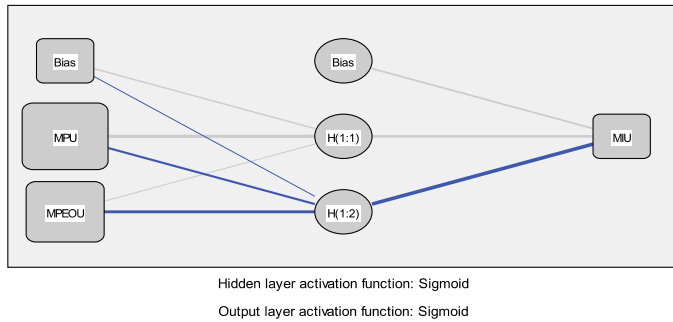 Bias
Bias
MPU
H(1:1)
MIU
MPEOU
H(1:2)
Hidden layer activation function: Sigmoid
Output layer activation function: Sigmoid